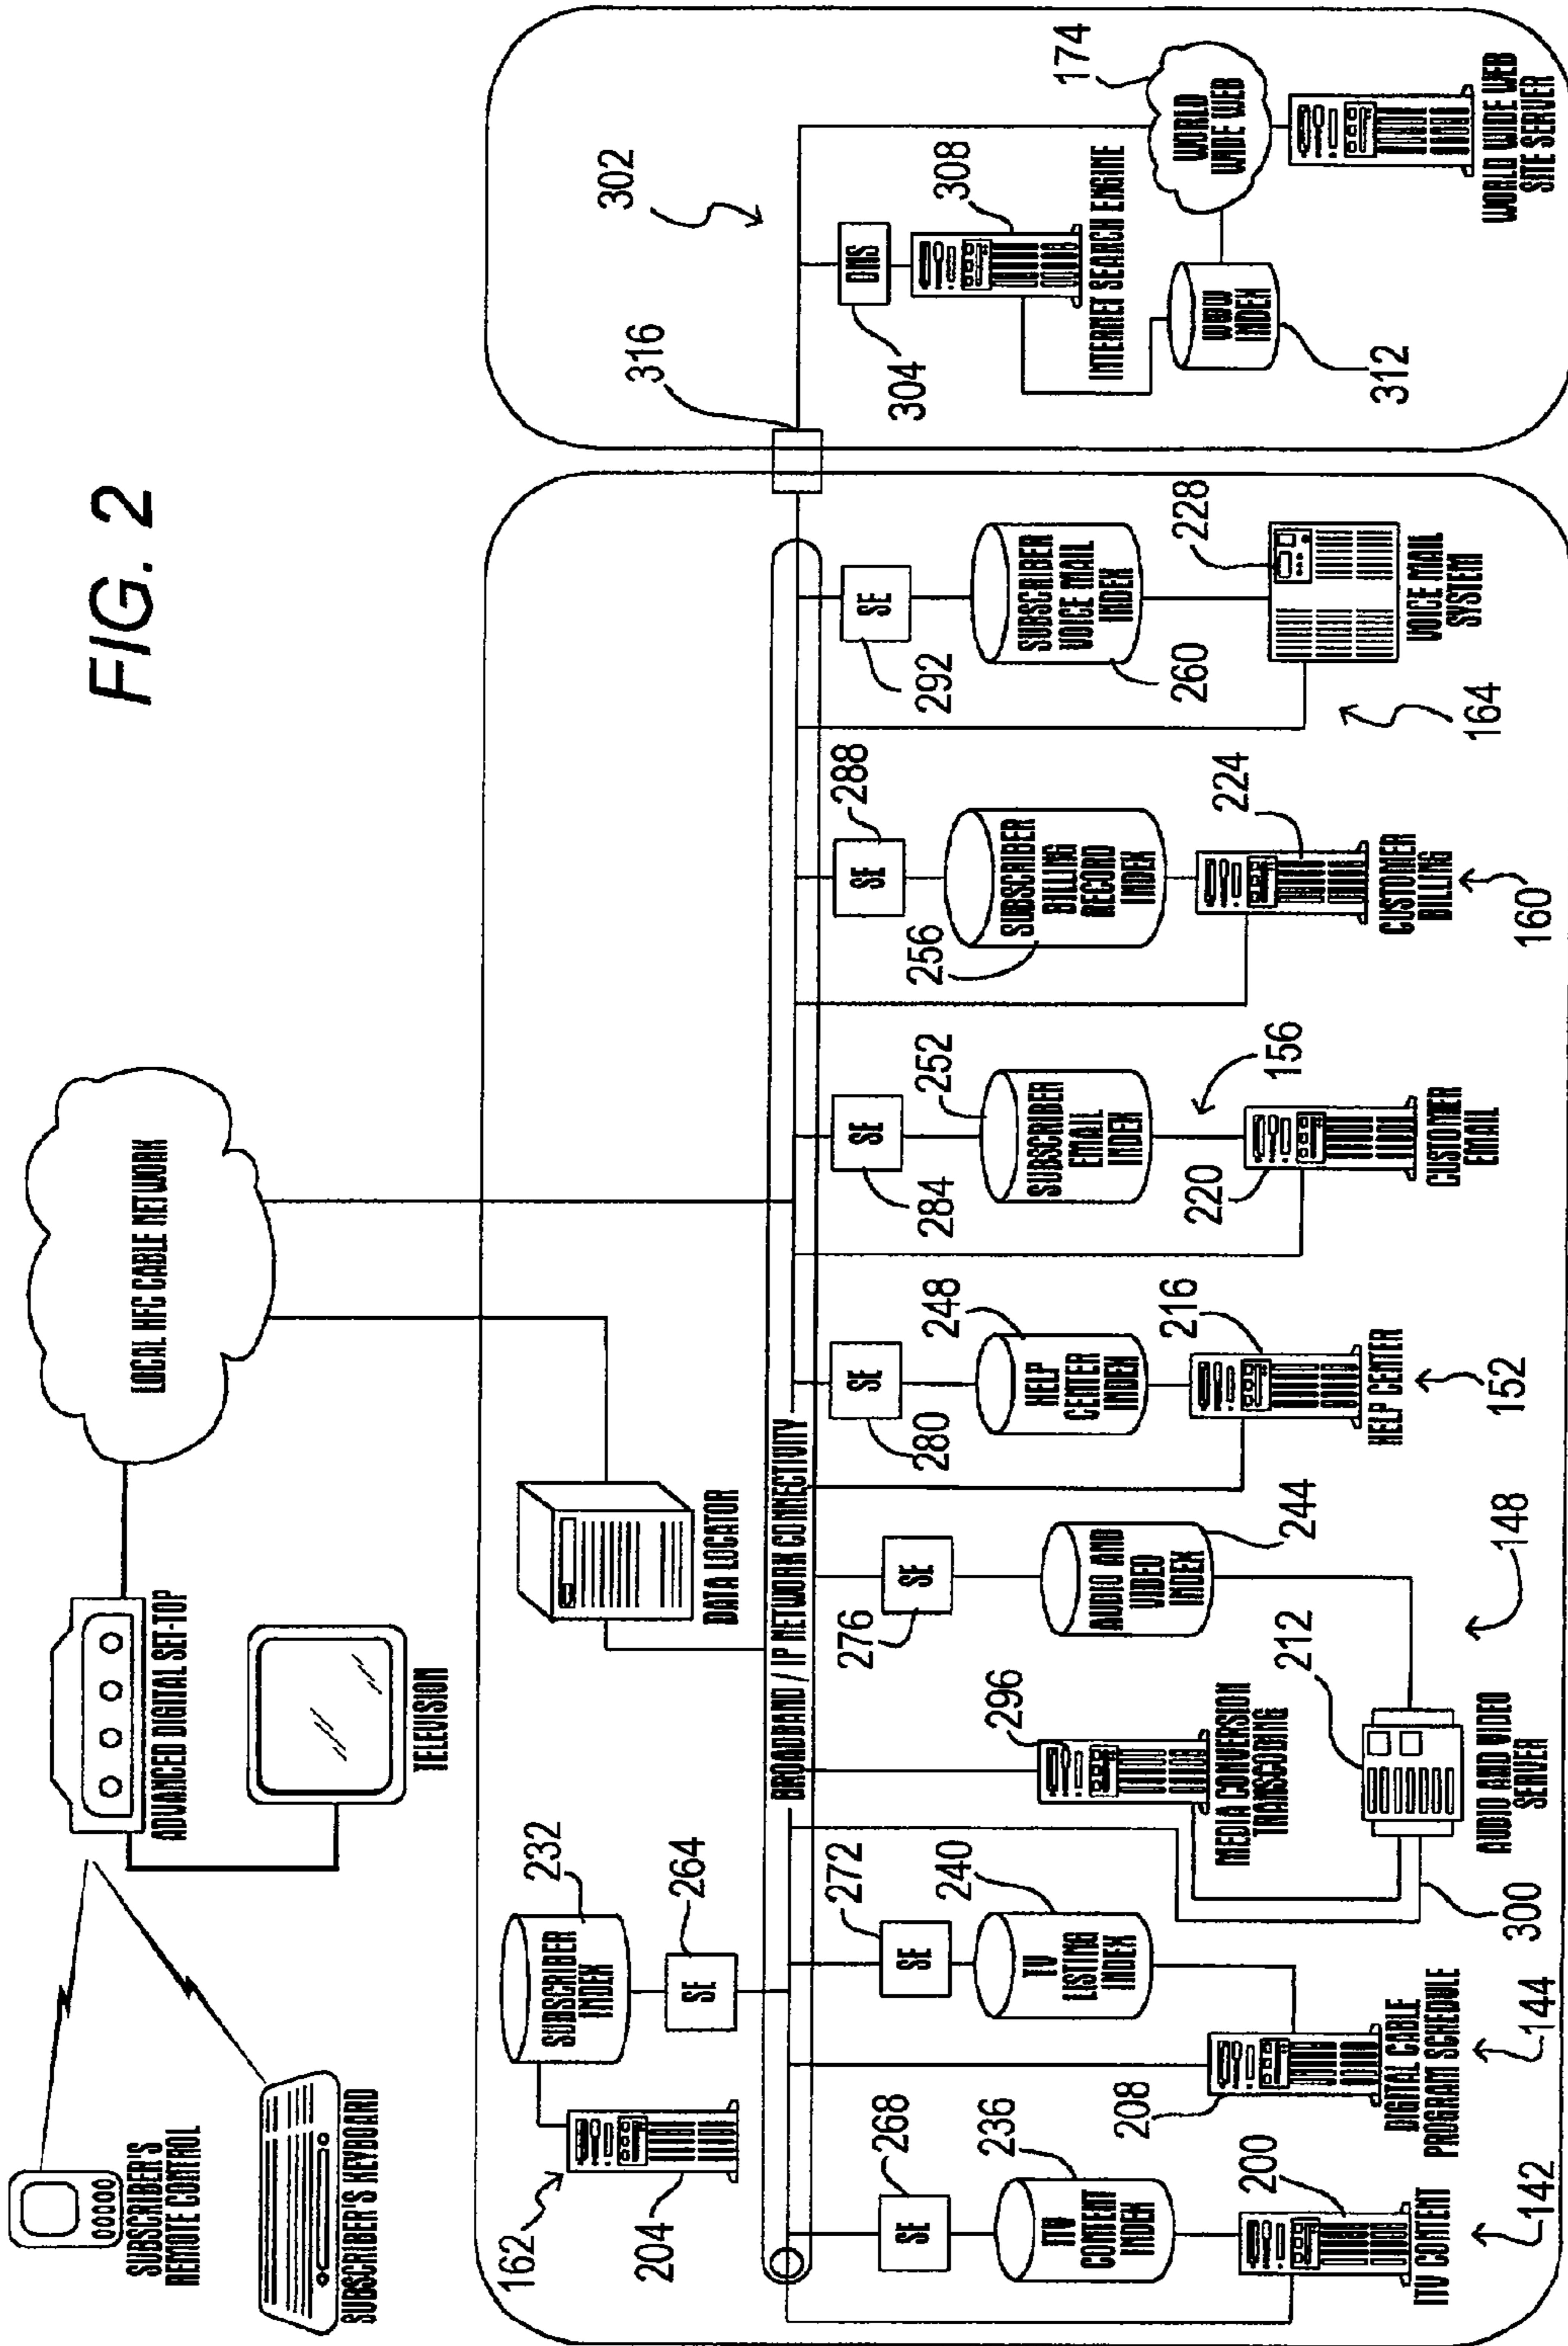 FIG. 2
SUBSCRIBER'S
REMOTE CONTROL
SUBSCRIBER'S KEYBOARD
ADVANCED DIGITAL SET-TOP
TELEVISION
LOCAL HFC CABLE NETWORK
162
204
SUBSCRIBER
INDEX
232
SE
264
DATA LOCATOR
BROADBAND / IP NETWORK CONNECTIVITY
316
302
SE
268
ITV
CONTENT
INDEX
236
200
ITV CONTENT
142
SE
272
TV
LISTING
INDEX
240
208
DIGITAL CABLE
PROGRAM SCHEDULE
144
296
MEDIA CONVERSION
TRANSCODING
SE
276
AUDIO AND
VIDEO
INDEX
244
212
300
AUDIO AND VIDEO
SERVER
148
SE
280
HELP
CENTER
INDEX
248
216
HELP CENTER
152
SE
284
SUBSCRIBER
EMAIL
INDEX
252
220
156
CUSTOMER
EMAIL
SE
288
SUBSCRIBER
BILLING
RECORD
INDEX
256
224
CUSTOMER
BILLING
160
SE
292
SUBSCRIBER
VOICE MAIL
INDEX
260
228
VOICE MAIL
SYSTEM
164
DNS
304
308
INTERNET SEARCH ENGINE
WWW
INDEX
312
WORLD
WIDE WEB
174
WORLD WIDE WEB
SITE SERVER